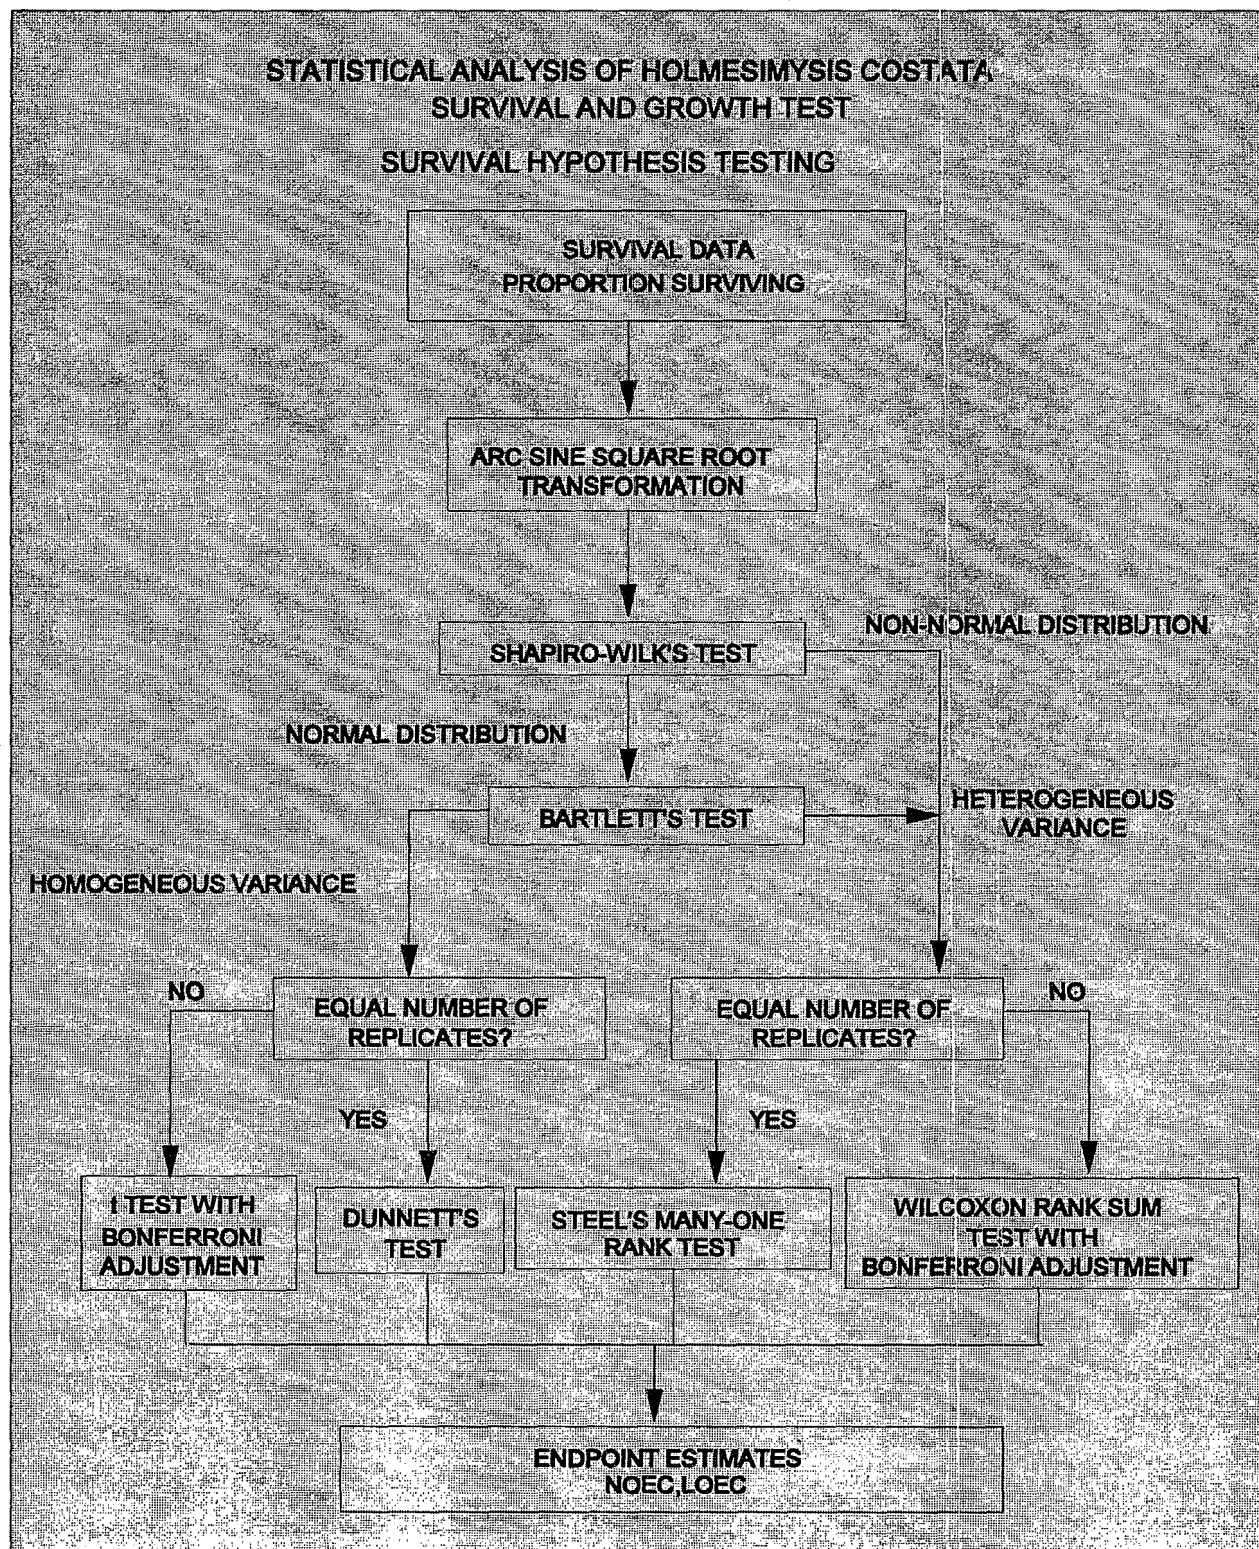 STATISTICAL ANALYSIS OF HOLMESIMYSIS COSTATA
SURVIVAL AND GROWTH TEST
SURVIVAL HYPOTHESIS TESTING
SURVIVAL DATA
PROPORTION SURVIVING
ARC SINE SQUARE ROOT
TRANSFORMATION
NON-NORMAL DISTRIBUTION
SHAPIRO-WILK'S TEST
NORMAL DISTRIBUTION
BARTLETT'S TEST
HETEROGENEOUS
VARIANCE
HOMOGENEOUS VARIANCE
NO
EQUAL NUMBER OF
REPLICATES?
EQUAL NUMBER OF
REPLICATES?
NO
YES
YES
t TEST WITH
BONFERRONI
ADJUSTMENT
DUNNETT'S
TEST
STEEL'S MANY-ONE
RANK TEST
WILCOXON RANK SUM
TEST WITH
BONFERRONI ADJUSTMENT
ENDPOINT ESTIMATES
NOEC,LOEC